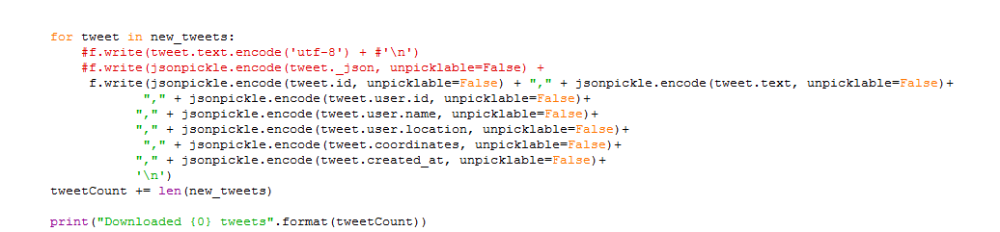 for tweet in new_tweets:
#f.write(tweet.text.encode('utf-8') + #'\n')
#f.write(jsonpickle.encode(tweet._json, unpicklable=False) +
f.write(jsonpickle.encode(tweet.id, unpicklable=False) + "," + jsonpickle.encode(tweet.text, unpicklable=False)+
"," + jsonpickle.encode(tweet.user.id, unpicklable=False)+
"," + jsonpickle.encode(tweet.user.name, unpicklable=False)+
"," + jsonpickle.encode(tweet.user.location, unpicklable=False)+
"," + jsonpickle.encode(tweet.coordinates, unpicklable=False)+
"," + jsonpickle.encode(tweet.created_at, unpicklable=False)+
'\n')
tweetCount += len(new_tweets)
print("Downloaded {0} tweets".format(tweetCount))